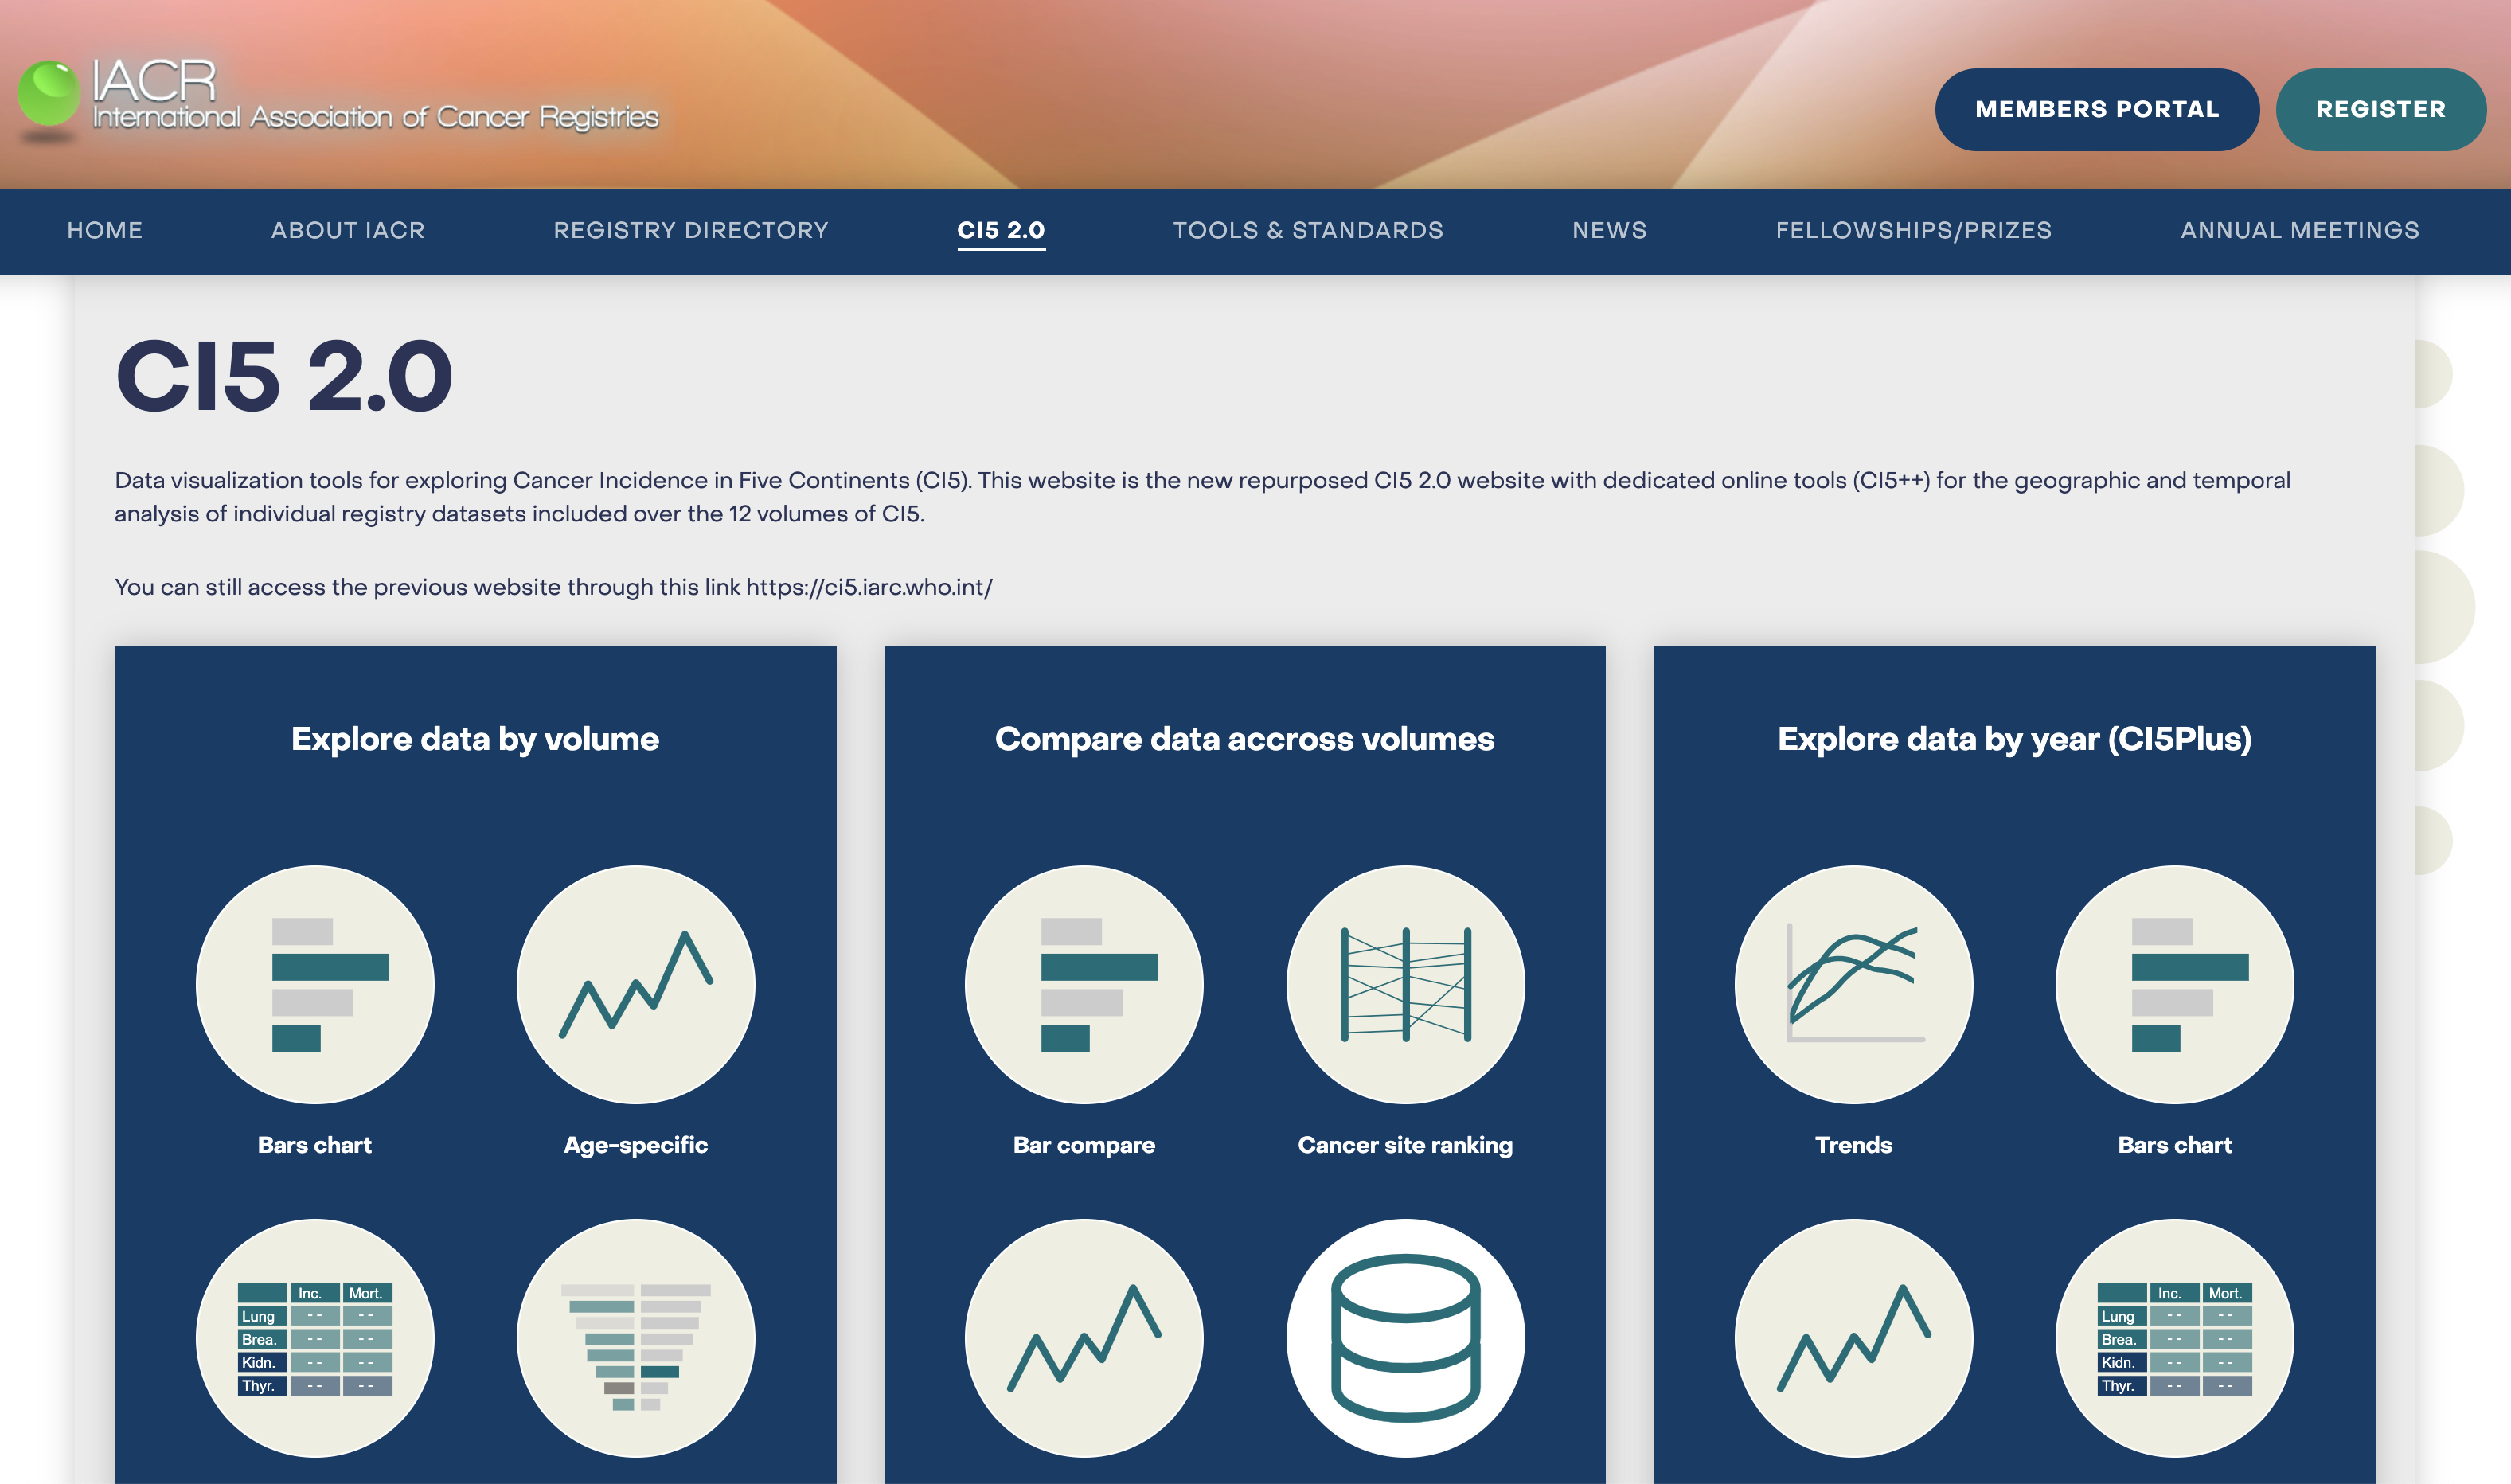 IACR
International Association of Cancer Registries
MEMBERS PORTAL
REGISTER
HOME
ABOUT IACR
REGISTRY DIRECTORY
CI5 2.0
TOOLS & STANDARDS
NEWS
FELLOWSHIPS/PRIZES
ANNUAL MEETINGS
CI5 2.0
Data visualization tools for exploring Cancer Incidence in Five Continents (CI5). This website is the new repurposed CI5 2.0 website with dedicated online tools (CI5++) for the geographic and temporal
analysis of individual registry datasets included over the 12 volumes of CI5.
You can still access the previous website through this link https://ci5.iarc.who.int/
Explore data by volume
Bars chart
Age-specific
Inc. Mort.
Lung - - - -
Brea. - - - -
Kidn. - - - -
Thyr. - - - -
Compare data accross volumes
Bar compare
Cancer site ranking
Explore data by year (CI5Plus)
Trends
Bars chart
Inc. Mort.
Lung - - - -
Brea. - - - -
Kidn. - - - -
Thyr. - - - -